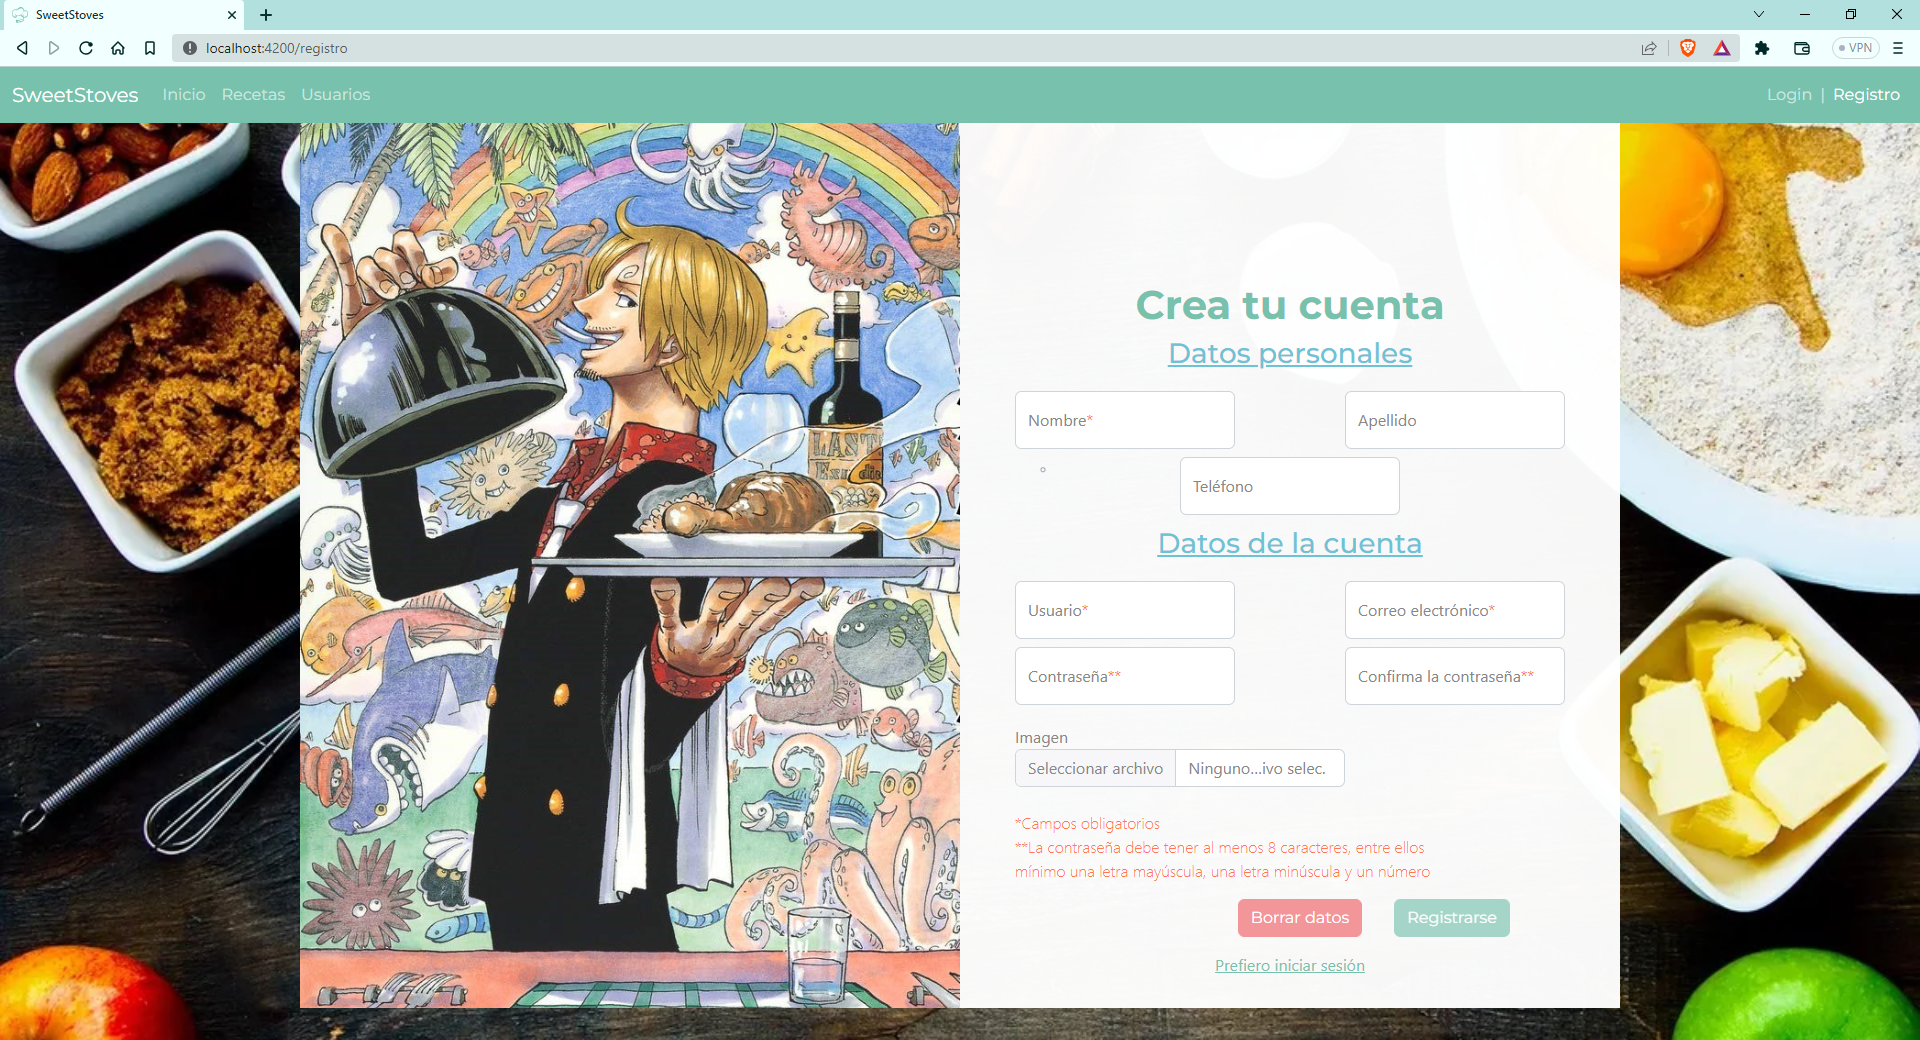 SweetStoves
localhost:4200/registro
VPN
SweetStoves Inicio Recetas Usuarios Login | Registro
LAST
Crea tu cuenta
Datos personales
Nombre* Apellido
Teléfono
Datos de la cuenta
Usuario* Correo electrónico*
Contraseña** Confirma la contraseña**
Imagen
Seleccionar archivo Ninguno...ivo selec.
*Campos obligatorios
**La contraseña debe tener al menos 8 caracteres, entre ellos
mínimo una letra mayúscula, una letra minúscula y un número
Borrar datos Registrarse
Prefiero iniciar sesión